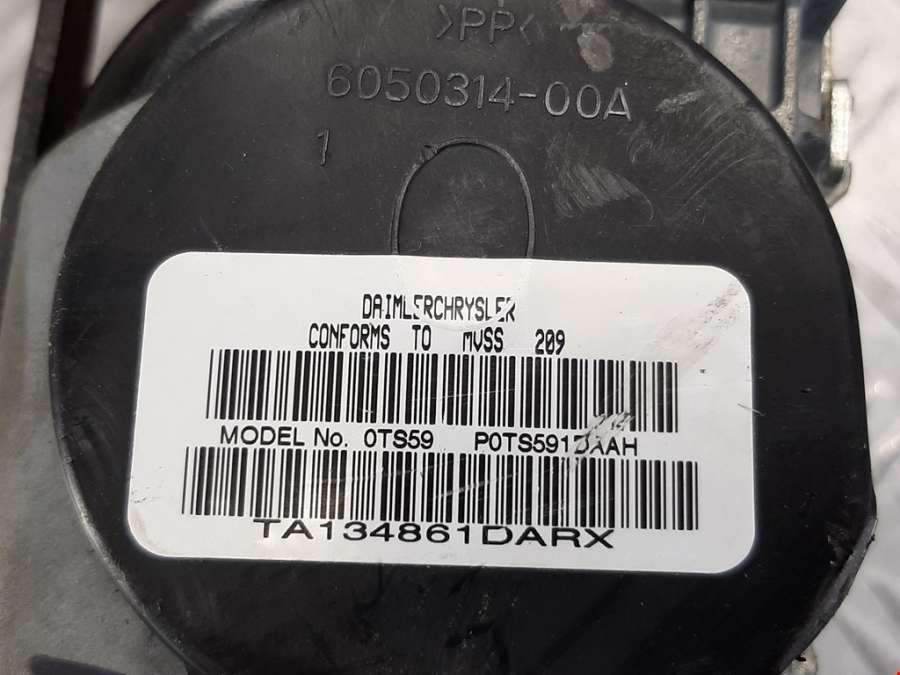 >PP<
6050314-00A
1
DAIMLERCHRYSLER
CONFORMS TO MVSS 209
MODEL No. 0TS59 P0TS591DAAH
TA134861DARX